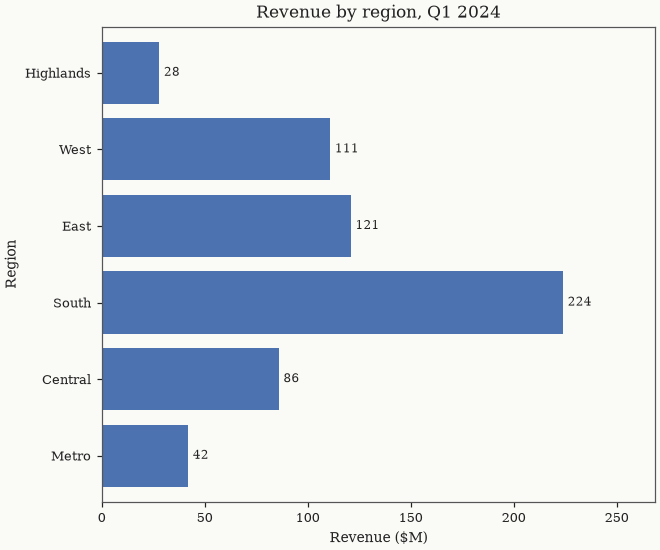 Revenue by region, Q1 2024
Region
Highlands 28
West 111
East 121
South 224
Central 86
Metro 42
0 50 100 150 200 250
Revenue ($M)